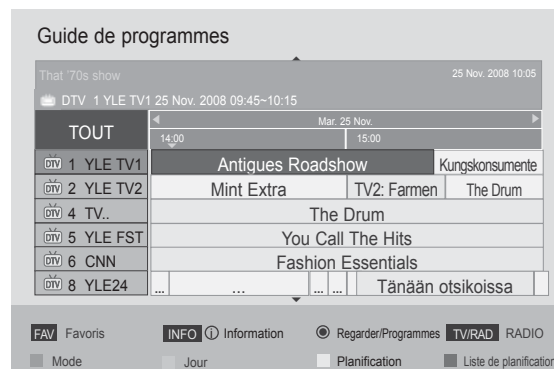 Guide de programmes
That '70s show 25 Nov. 2008 10:05
DTV 1 YLE TV1 25 Nov. 2008 09:45~10:15
TOUT
Mar. 25 Nov.
14:00 15:00
DTV 1 YLE TV1 Antigues Roadshow Kungskonsumente
DTV 2 YLE TV2 Mint Extra TV2: Farmen The Drum
DTV 4 TV.. The Drum
DTV 5 YLE FST You Call The Hits
DTV 6 CNN Fashion Essentials
DTV 8 YLE24 ... ... ... ... Tänään otsikoissa
FAV Favoris INFO i Information Regarder/Programmes TV/RAD RADIO
Mode Jour Planification Liste de planification